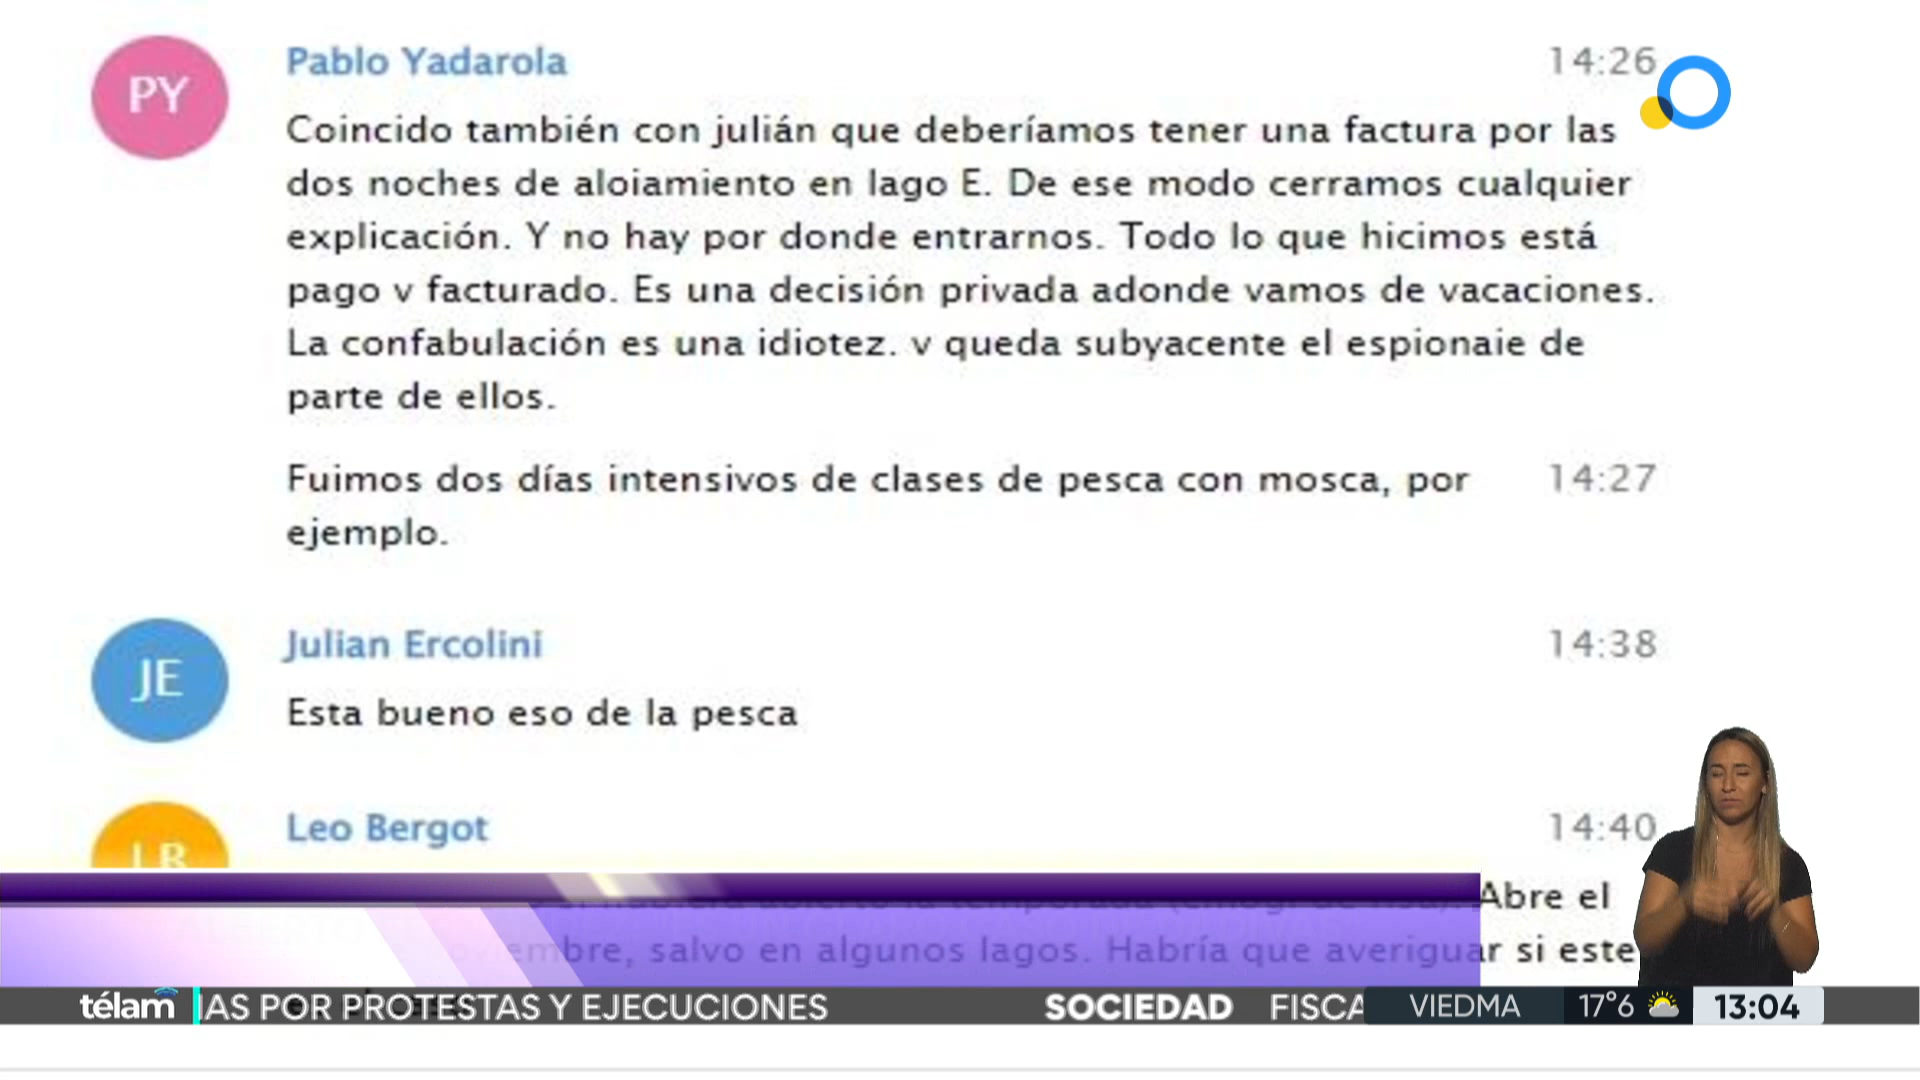 PY
Pablo Yadarola 14:26
Coincido también con julián que deberíamos tener una factura por las
dos noches de aloiamiento en lago E. De ese modo cerramos cualquier
explicación. Y no hay por donde entrarnos. Todo lo que hicimos está
pago v facturado. Es una decisión privada adonde vamos de vacaciones.
La confabulación es una idiotez. v queda subyacente el espionaie de
parte de ellos.
Fuimos dos días intensivos de clases de pesca con mosca, por 14:27
ejemplo.
JE
Julian Ercolini 14:38
Esta bueno eso de la pesca
LB
Leo Bergot 14:40
Abre el
oviembre, salvo en algunos lagos. Habría que averiguar si este
télam IAS POR PROTESTAS Y EJECUCIONES SOCIEDAD FISCA VIEDMA 17°6 13:04